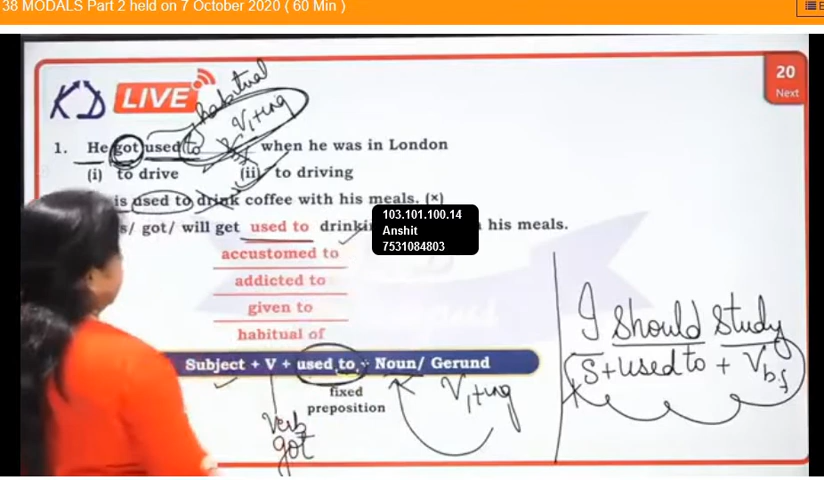 38 MODALS Part 2 held on 7 October 2020 ( 60 Min )
KD LIVE
20
Next
habitual
V1+ing
1. He got used to when he was in London
(i) to drive (ii) to driving
is used to drink coffee with his meals. (×)
s/ got/ will get used to drinki his meals.
103.101.100.14
Anshit
7531084803
accustomed to
addicted to
given to
habitual of
Subject + V + used to + Noun/ Gerund
fixed
preposition
Verb
got
V1+ing
I should study
S+used to + Vb.f